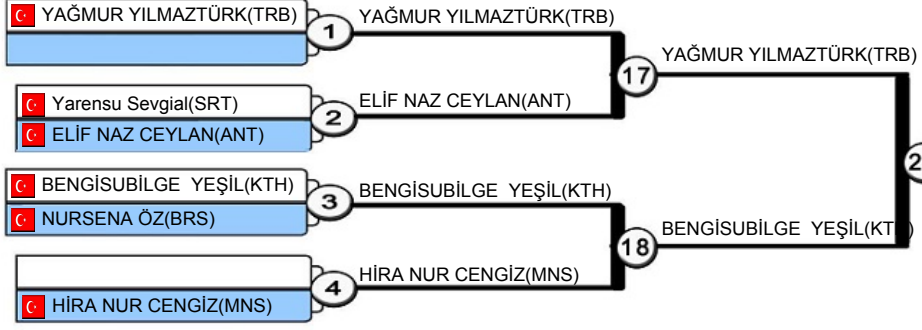 YAĞMUR YILMAZTÜRK(TRB)
1
YAĞMUR YILMAZTÜRK(TRB)
17
YAĞMUR YILMAZTÜRK(TRB)
Yarensu Sevgial(SRT)
2
ELİF NAZ CEYLAN(ANT)
ELİF NAZ CEYLAN(ANT)
BENGİSUBİLGE YEŞİL(KTH)
3
BENGİSUBİLGE YEŞİL(KTH)
NURSENA ÖZ(BRS)
18
BENGİSUBİLGE YEŞİL(KTH)
4
HİRA NUR CENGİZ(MNS)
HİRA NUR CENGİZ(MNS)